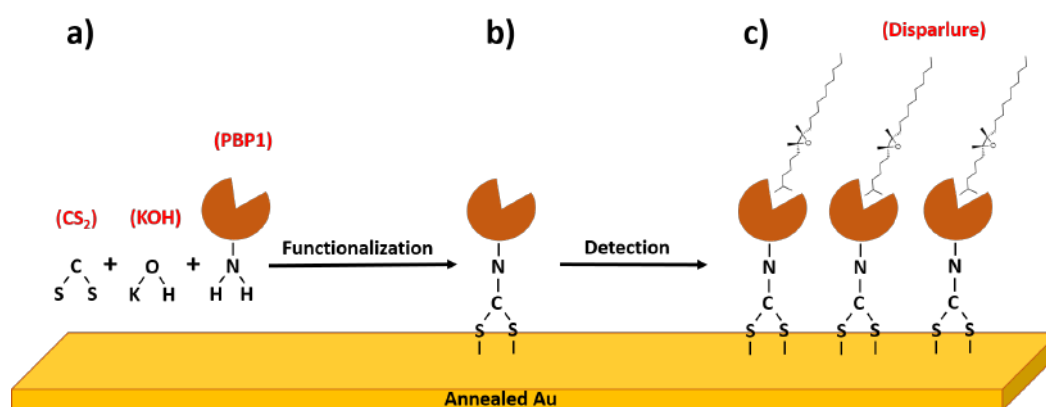 a)
b)
c)
(Disparlure)
(PBP1)
(CS2)
(KOH)
Functionalization
Detection
C + O + N
S S K H H H
N
C
S S
N N N
C C C
S S S S S S
O O O
Annealed Au